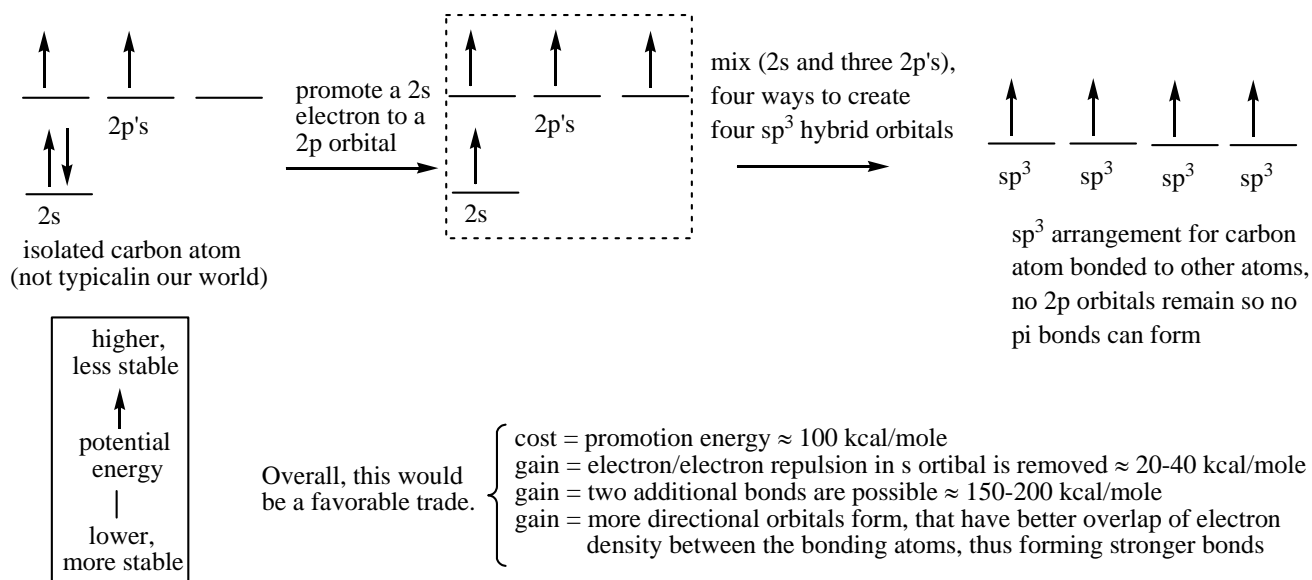 2p's
2s
isolated carbon atom
(not typicalin our world)
promote a 2s
electron to a
2p orbital
2p's
2s
mix (2s and three 2p's),
four ways to create
four sp³ hybrid orbitals
sp³ sp³ sp³ sp³
sp³ arrangement for carbon
atom bonded to other atoms,
no 2p orbitals remain so no
pi bonds can form
higher,
less stable
potential
energy
lower,
more stable
Overall, this would
be a favorable trade.
cost = promotion energy ≈ 100 kcal/mole
gain = electron/electron repulsion in s ortibal is removed ≈ 20-40 kcal/mole
gain = two additional bonds are possible ≈ 150-200 kcal/mole
gain = more directional orbitals form, that have better overlap of electron
density between the bonding atoms, thus forming stronger bonds